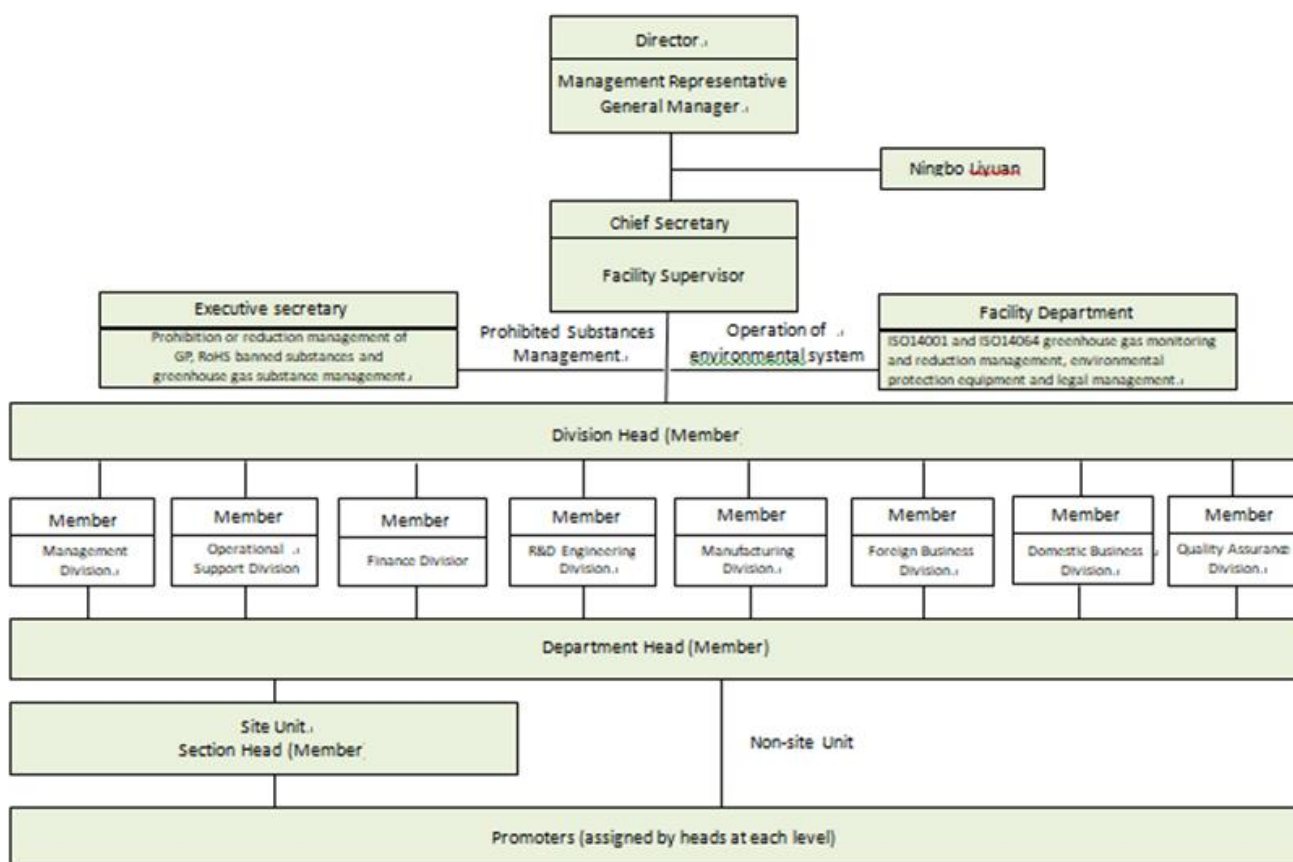 Director
Management Representative
General Manager
Ningbo Liyuan
Chief Secretary
Facility Supervisor
Executive secretary
Prohibition or reduction management of
GP, RoHS banned substances and
greenhouse gas substance management
Prohibited Substances
Management
Operation of
environmental system
Facility Department
ISO14001 and ISO14064 greenhouse gas monitoring
and reduction management, environmental
protection equipment and legal management
Division Head (Member
Member
Management
Division
Member
Operational
Support Division
Member
Finance Division
Member
R&D Engineering
Division
Member
Manufacturing
Division
Member
Foreign Business
Division
Member
Domestic Business
Division
Member
Quality Assurance
Division
Department Head (Member)
Site Unit
Section Head (Member
Non-site Unit
Promoters (assigned by heads at each level)